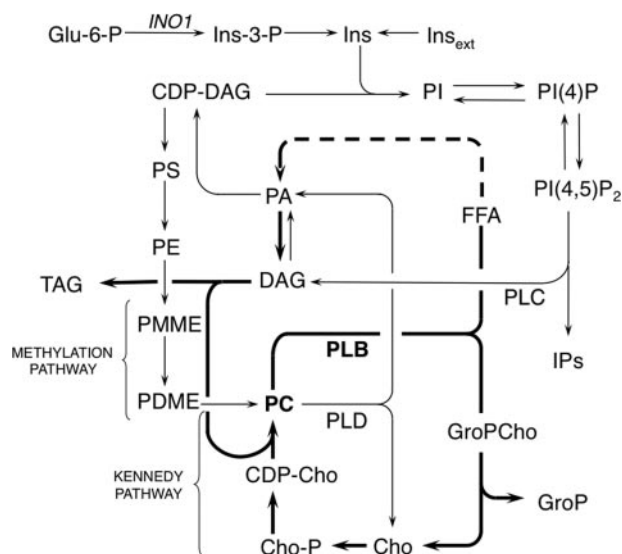 INO1
Glu-6-P Ins-3-P Ins Ins ext
CDP-DAG PI PI(4)P
PS
PA FFA PI(4,5)P2
PE
TAG DAG
PLC
PMME
METHYLATION
PATHWAY
PLB IPs
PDME PC
PLD GroPCho
KENNEDY
PATHWAY
CDP-Cho
GroP
Cho-P Cho